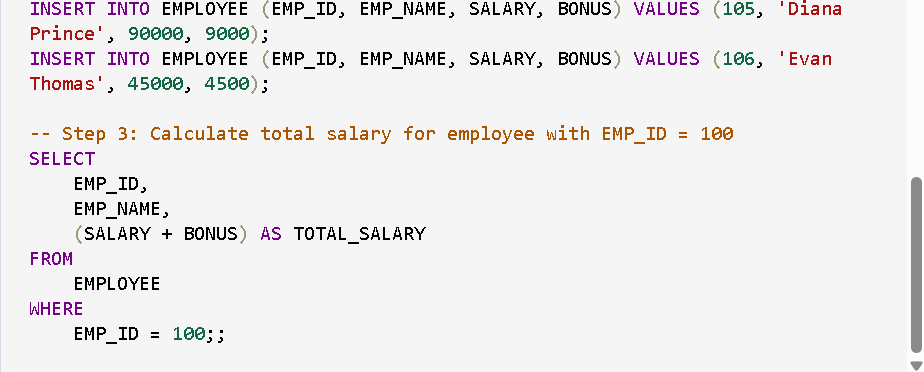 INSERT INTO EMPLOYEE (EMP_ID, EMP_NAME, SALARY, BONUS) VALUES (105, 'Diana
Prince', 90000, 9000);
INSERT INTO EMPLOYEE (EMP_ID, EMP_NAME, SALARY, BONUS) VALUES (106, 'Evan
Thomas', 45000, 4500);

-- Step 3: Calculate total salary for employee with EMP_ID = 100
SELECT
    EMP_ID,
    EMP_NAME,
    (SALARY + BONUS) AS TOTAL_SALARY
FROM
    EMPLOYEE
WHERE
    EMP_ID = 100;;